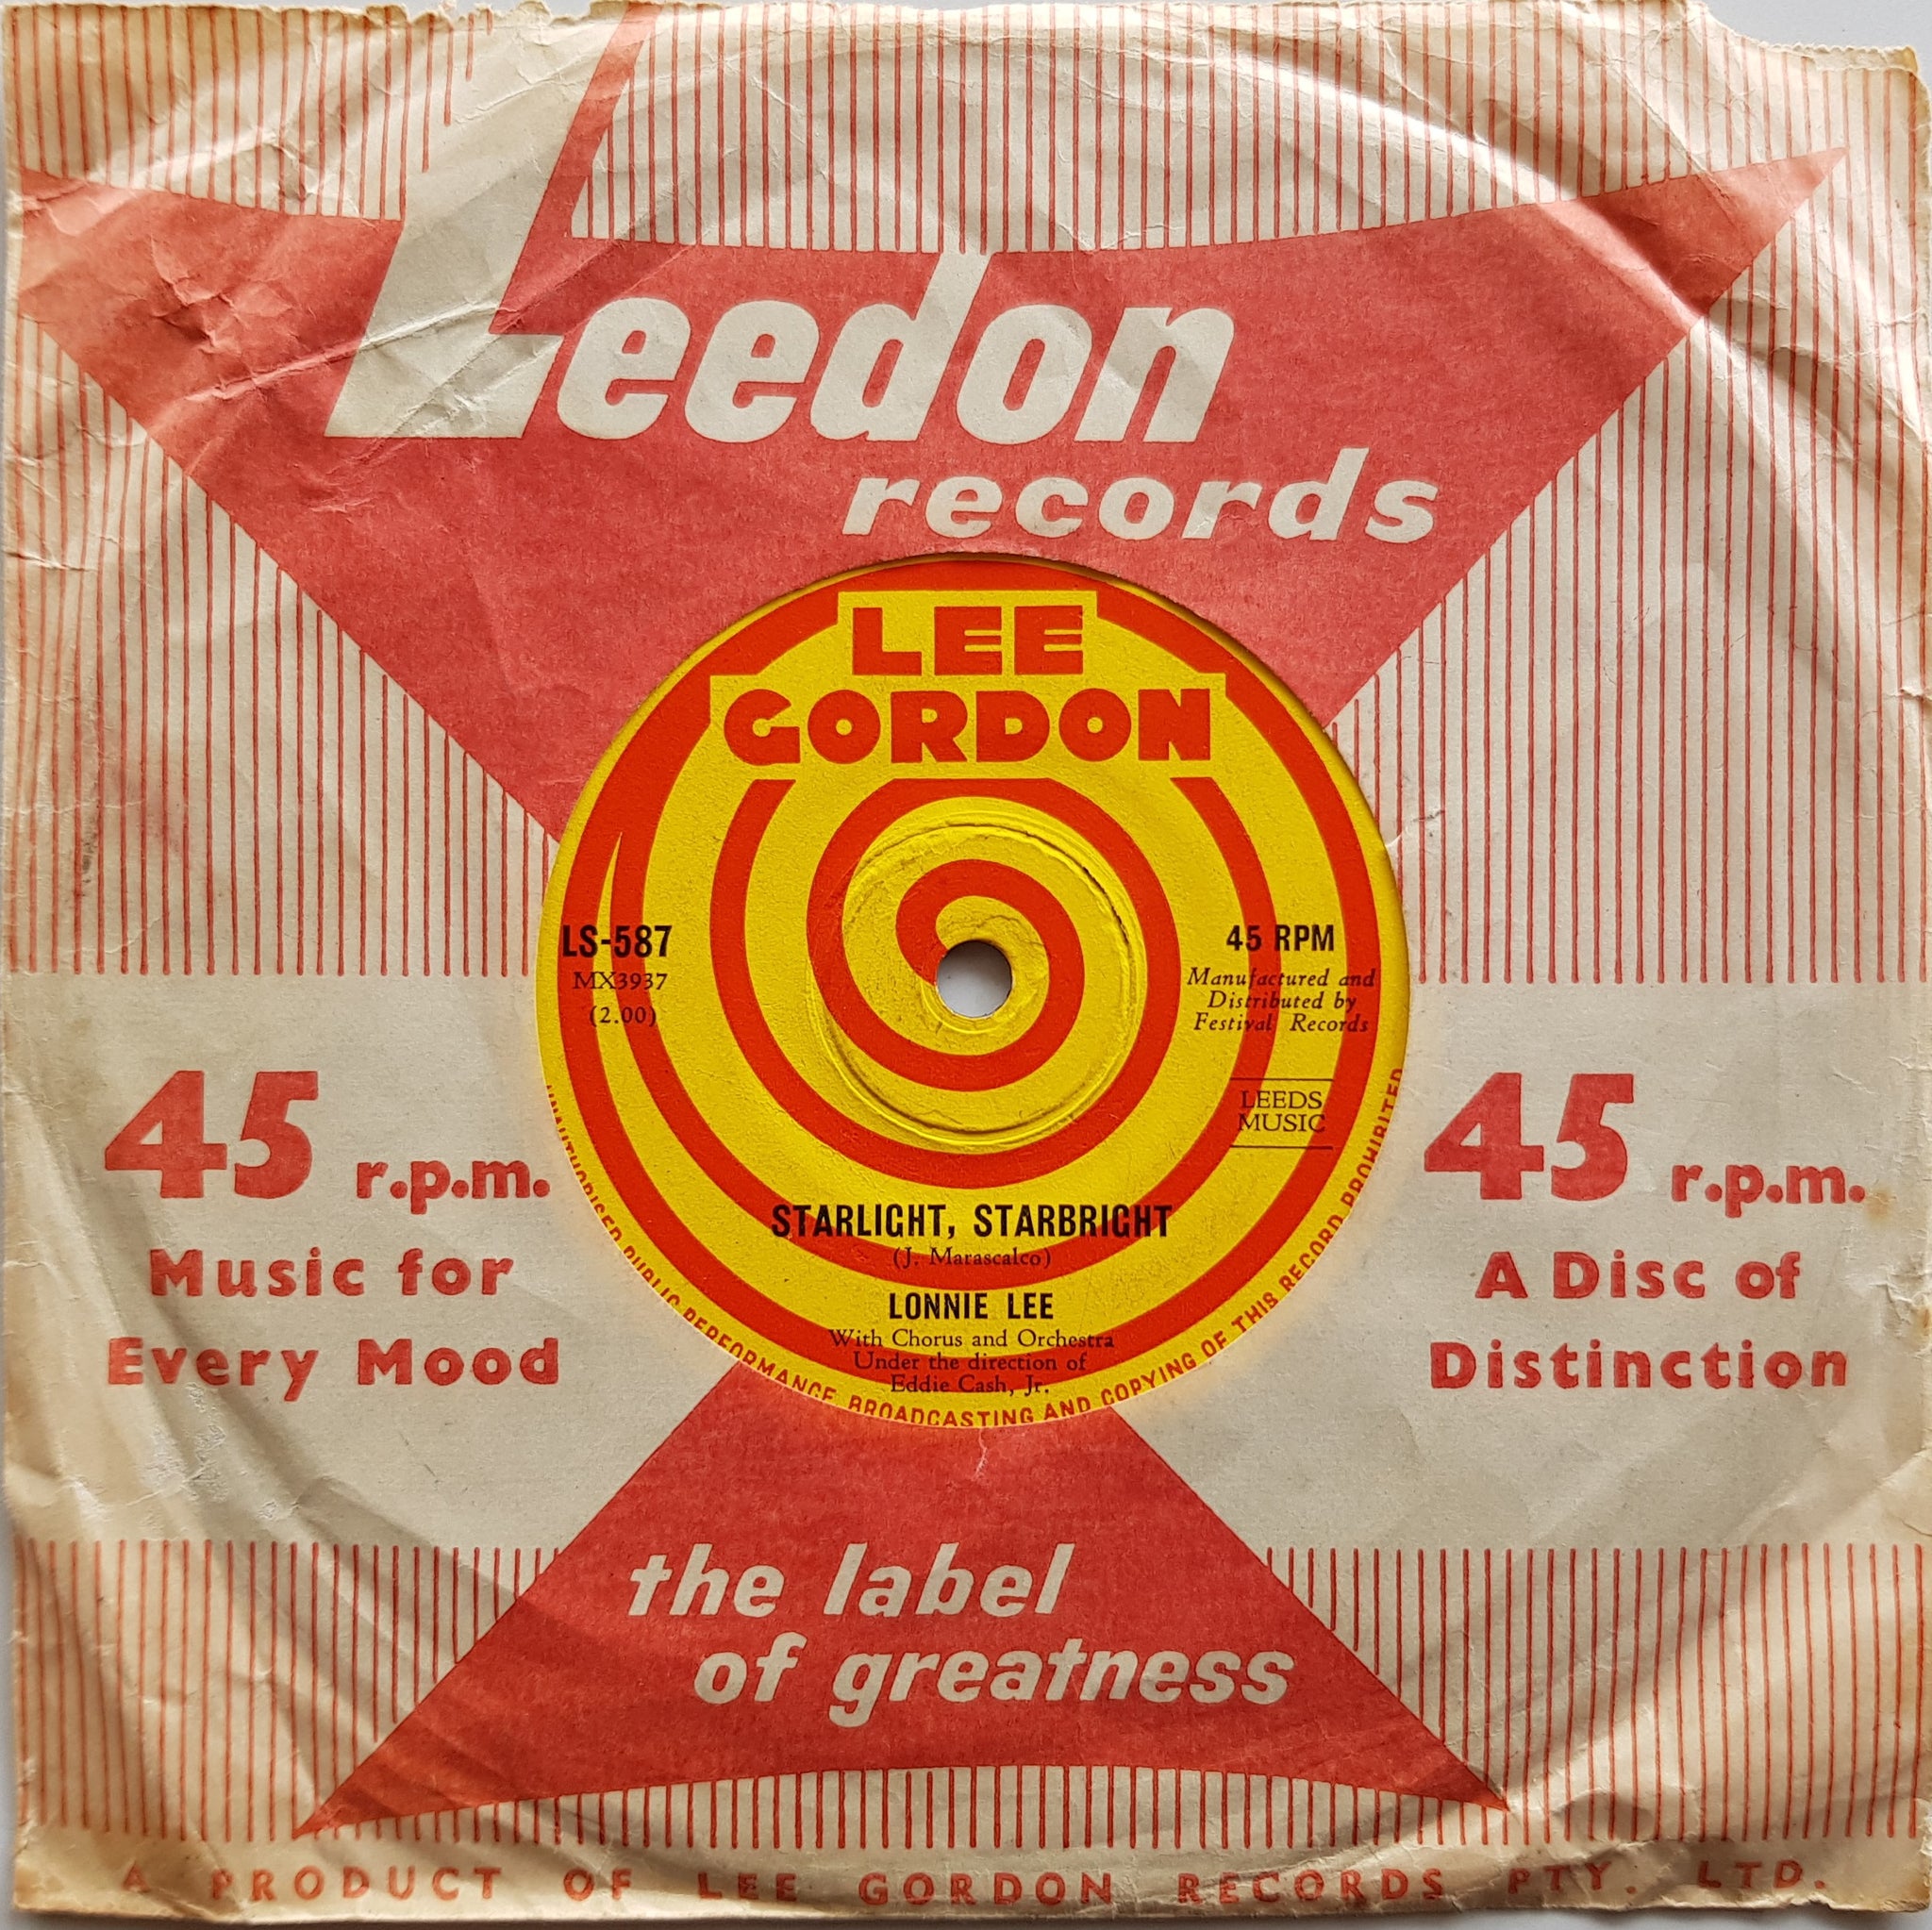 Leedon
records
LEE
GORDON
LS-587
MX3937
(2.00)
45 RPM
Manufactured and
Distributed by
Festival Records
LEEDS
MUSIC
STARLIGHT, STARBRIGHT
(J. Marascalco)
LONNIE LEE
With Chorus and Orchestra
Under the direction of
Eddie Cash, Jr.
UNAUTHORISED PUBLIC PERFORMANCE, BROADCASTING AND COPYING OF THIS RECORD PROHIBITED
45 r.p.m.
Music for
Every Mood
45 r.p.m.
A Disc of
Distinction
the label
of greatness
A PRODUCT OF LEE GORDON RECORDS PTY. LTD.